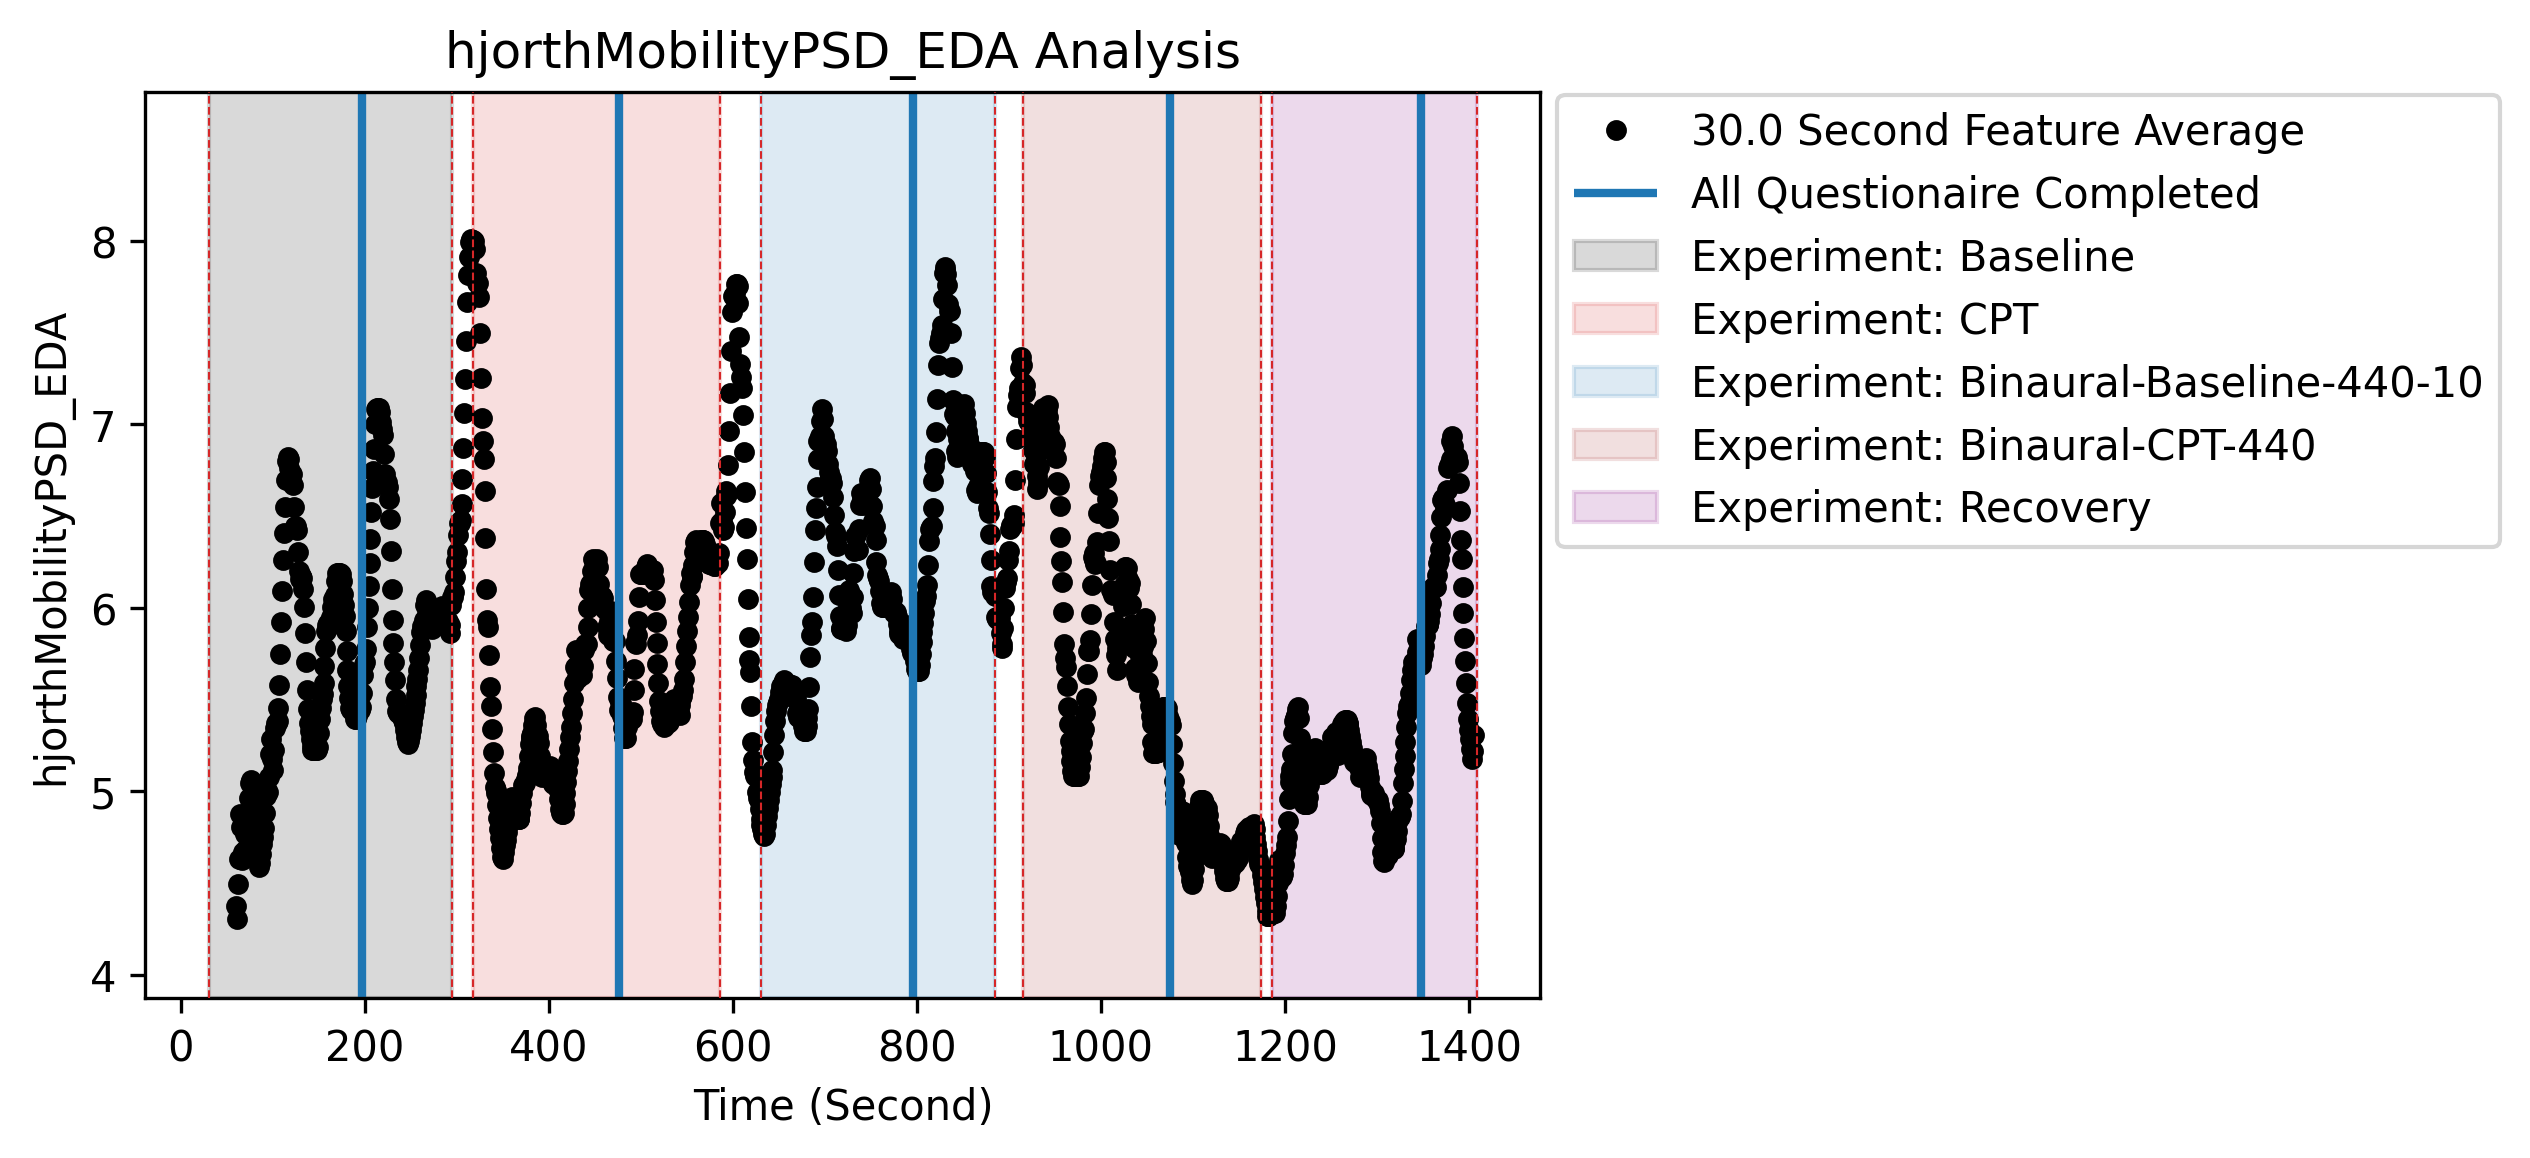 hjorthMobilityPSD_EDA Analysis
hjorthMobilityPSD_EDA
8
7
6
5
4
0 200 400 600 800 1000 1200 1400
Time (Second)
30.0 Second Feature Average
All Questionaire Completed
Experiment: Baseline
Experiment: CPT
Experiment: Binaural-Baseline-440-10
Experiment: Binaural-CPT-440
Experiment: Recovery